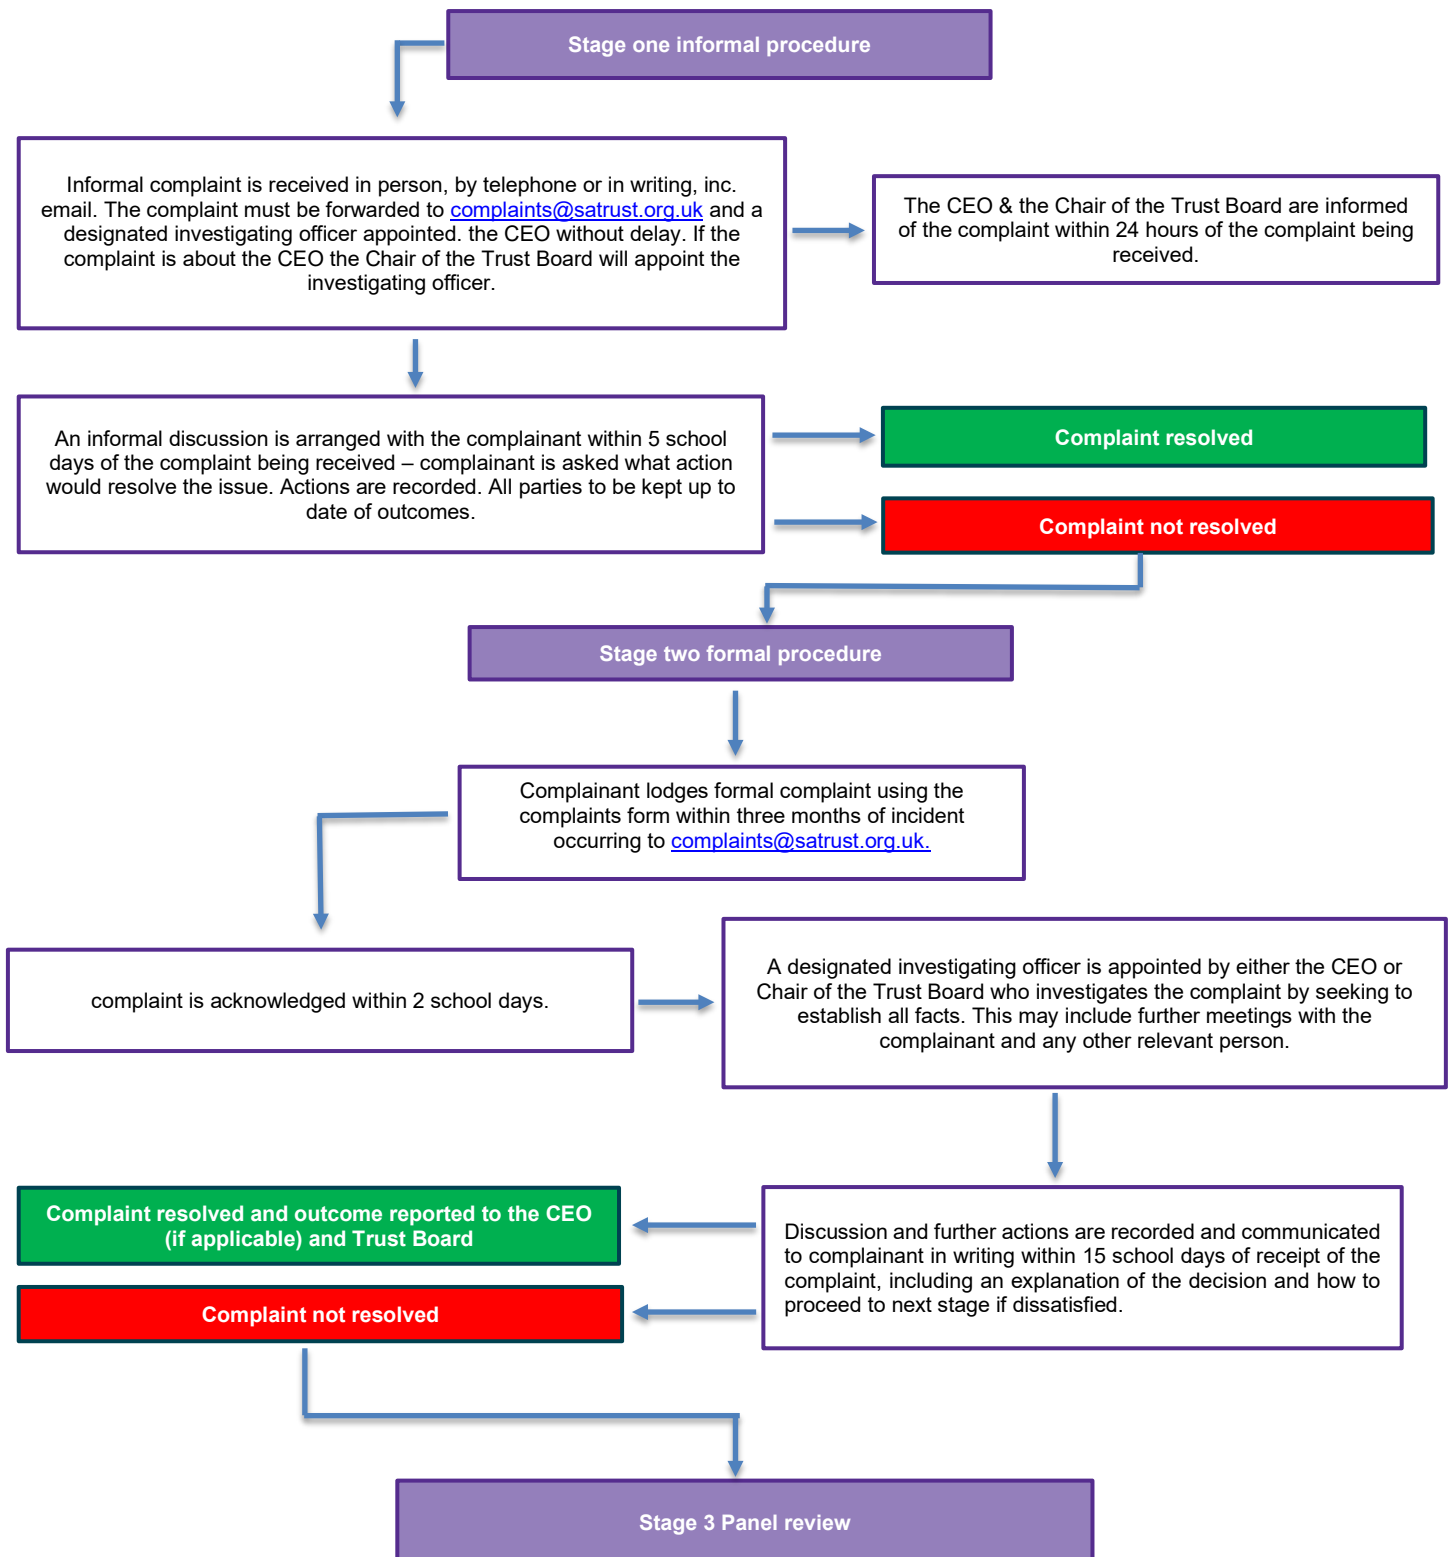 Stage one informal procedure
Informal complaint is received in person, by telephone or in writing, inc.
email. The complaint must be forwarded to complaints@satrust.org.uk and a
designated investigating officer appointed. the CEO without delay. If the
complaint is about the CEO the Chair of the Trust Board will appoint the
investigating officer.
The CEO & the Chair of the Trust Board are informed
of the complaint within 24 hours of the complaint being
received.
An informal discussion is arranged with the complainant within 5 school
days of the complaint being received – complainant is asked what action
would resolve the issue. Actions are recorded. All parties to be kept up to
date of outcomes.
Complaint resolved
Complaint not resolved
Stage two formal procedure
Complainant lodges formal complaint using the
complaints form within three months of incident
occurring to complaints@satrust.org.uk.
complaint is acknowledged within 2 school days.
A designated investigating officer is appointed by either the CEO or
Chair of the Trust Board who investigates the complaint by seeking to
establish all facts. This may include further meetings with the
complainant and any other relevant person.
Complaint resolved and outcome reported to the CEO
(if applicable) and Trust Board
Complaint not resolved
Discussion and further actions are recorded and communicated
to complainant in writing within 15 school days of receipt of the
complaint, including an explanation of the decision and how to
proceed to next stage if dissatisfied.
Stage 3 Panel review